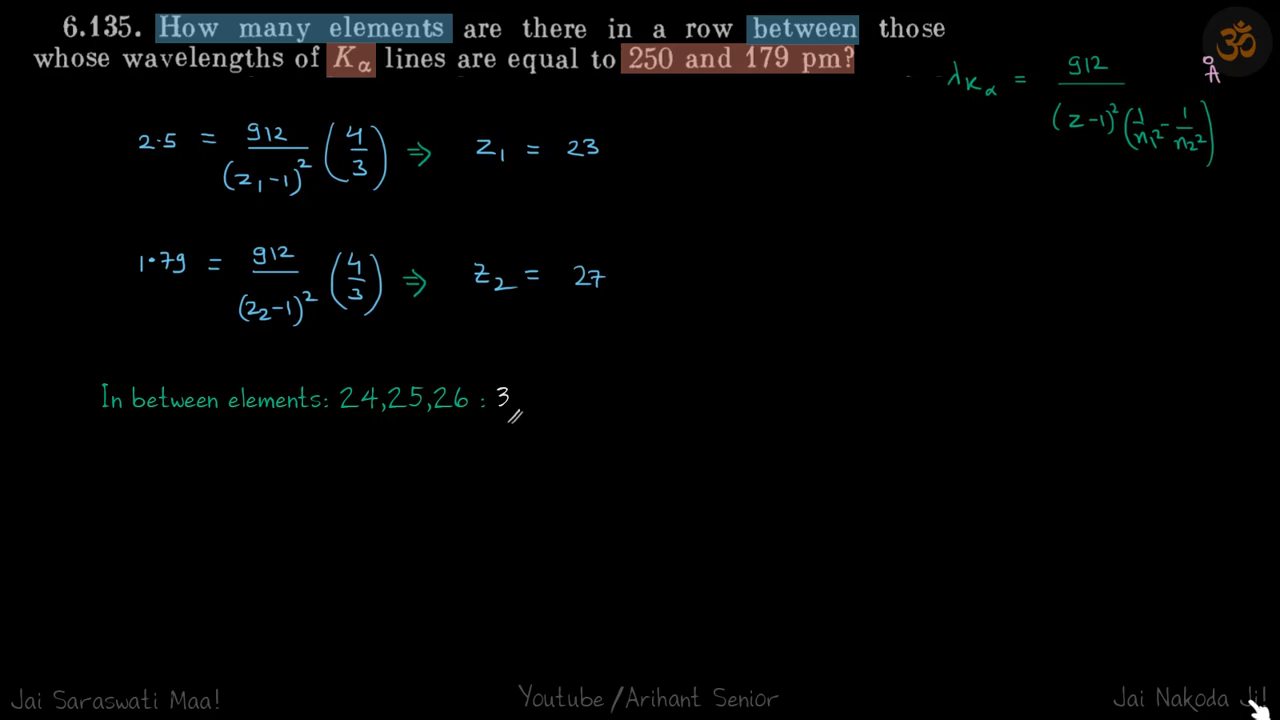 6.135. How many elements are there in a row between those
whose wavelengths of Kα lines are equal to 250 and 179 pm?
λKα = 912 / (z-1)² (1/n₁² - 1/n₂²) Å
2.5 = 912 / (z₁-1)² (4/3) ⇒ z₁ = 23
1.79 = 912 / (z₂-1)² (4/3) ⇒ z₂ = 27
In between elements: 24,25,26 : 3
Jai Saraswati Maa!
Youtube /Arihant Senior
Jai Nakoda Ji!
ॐ